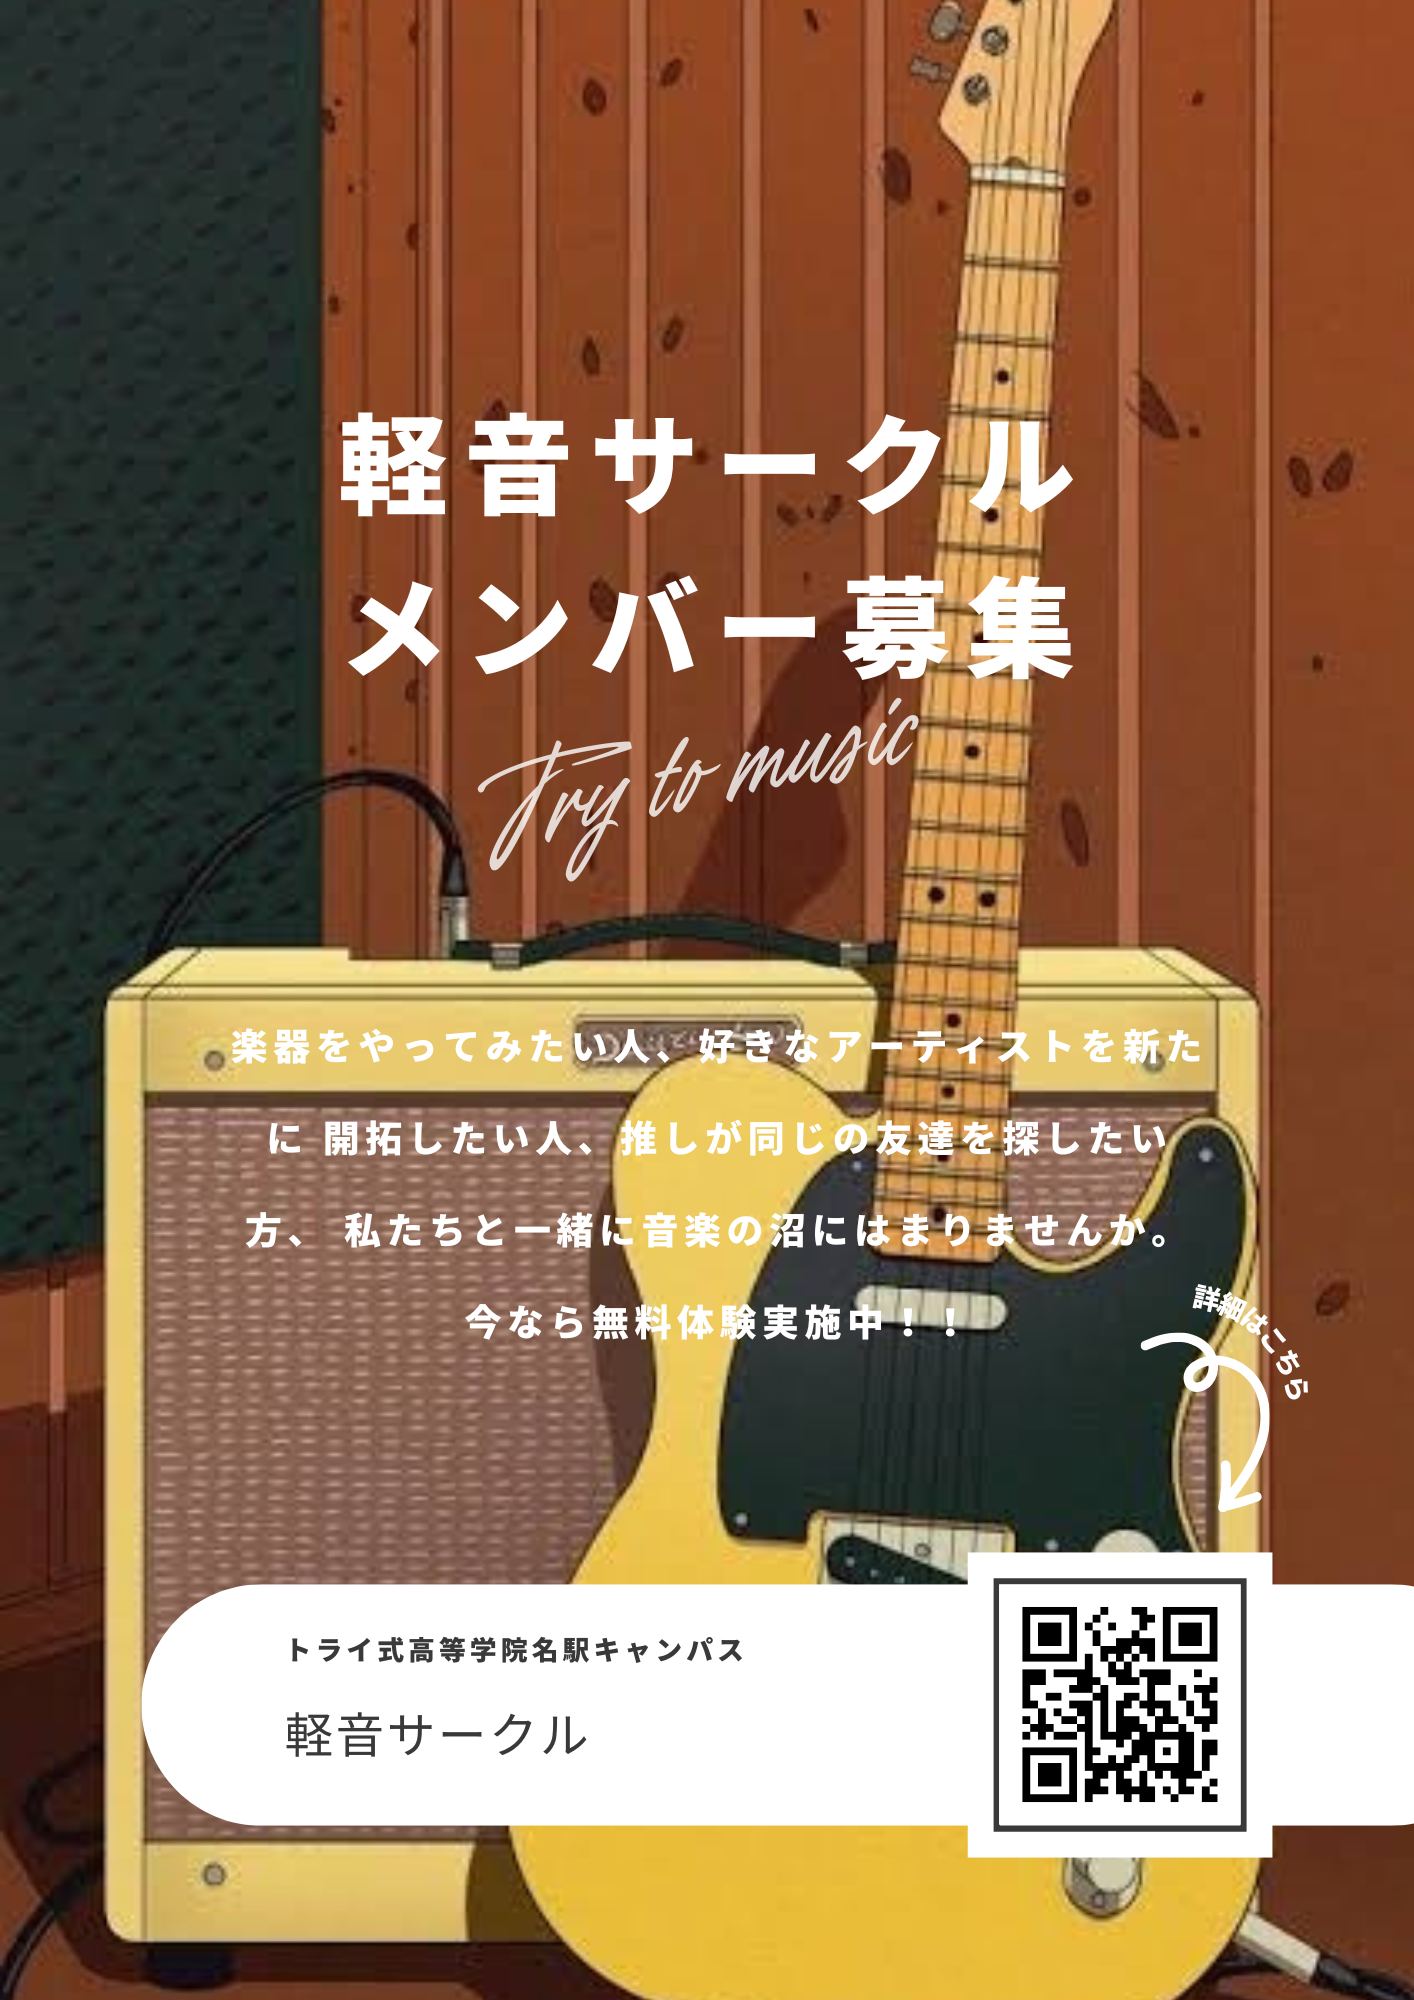 軽音サークル
メンバー募集
Try to music
楽器をやってみたい人、好きなアーティストを新た
に 開拓したい人、推しが同じの友達を探したい
方、 私たちと一緒に音楽の沼にはまりませんか。
今なら無料体験実施中！！
詳細はこちら
トライ式高等学院名駅キャンパス
軽音サークル